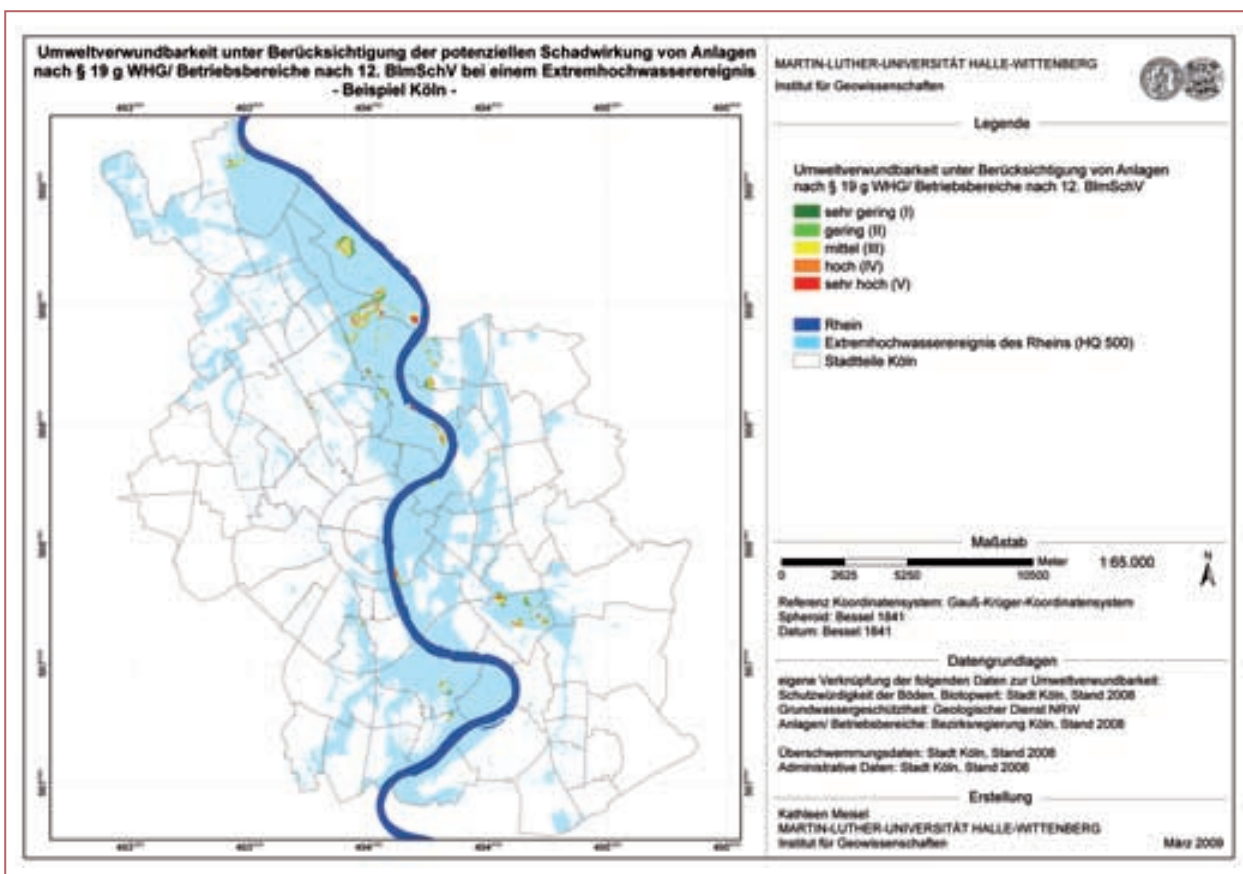 Umweltverwundbarkeit unter Berücksichtigung der potenziellen Schadwirkung von Anlagen
nach § 19 g WHG/ Betriebsbereiche nach 12. BImSchV bei einem Extremhochwasserereignis
- Beispiel Köln -
MARTIN-LUTHER-UNIVERSITÄT HALLE-WITTENBERG
Institut für Geowissenschaften
Legende
Umweltverwundbarkeit unter Berücksichtigung von Anlagen
nach § 19 g WHG/ Betriebsbereiche nach 12. BImSchV
sehr gering (I)
gering (II)
mittel (III)
hoch (IV)
sehr hoch (V)
Rhein
Extremhochwasserereignis des Rheins (HQ 500)
Stadtteile Köln
Maßstab
Meter 1:65.000
N
0 2625 5250 10500
Referenz Koordinatensystem: Gauß-Krüger-Koordinatensystem
Spheroid: Bessel 1841
Datum: Bessel 1841
Datengrundlagen
eigene Verknüpfung der folgenden Daten zur Umweltverwundbarkeit:
Schutzwürdigkeit der Böden, Biotopwert: Stadt Köln, Stand 2008
Grundwassergeschütztheit: Geologischer Dienst NRW
Anlagen/ Betriebsbereiche: Bezirksregierung Köln, Stand 2008
Überschwemmungsdaten: Stadt Köln, Stand 2008
Administrative Daten: Stadt Köln, Stand 2008
Erstellung
Kathleen Meisel
MARTIN-LUTHER-UNIVERSITÄT HALLE-WITTENBERG
Institut für Geowissenschaften
März 2009